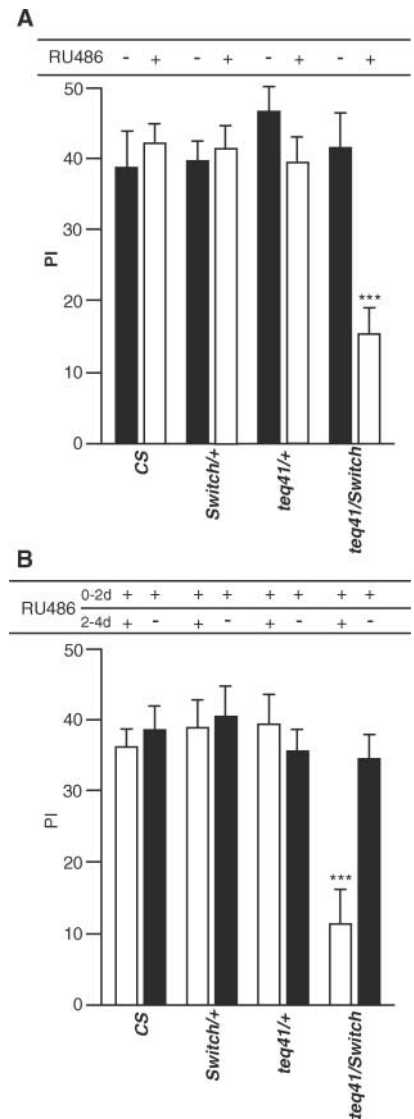 A
RU486 - + - + - + - +
50
40
30
20
10
0
PI
***
CS Switch/+ teq41/+ teq41/Switch
B
RU486
0-2d + + + + + + + +
2-4d + - + - + - + -
50
40
30
20
10
0
PI
***
CS Switch/+ teq41/+ teq41/Switch